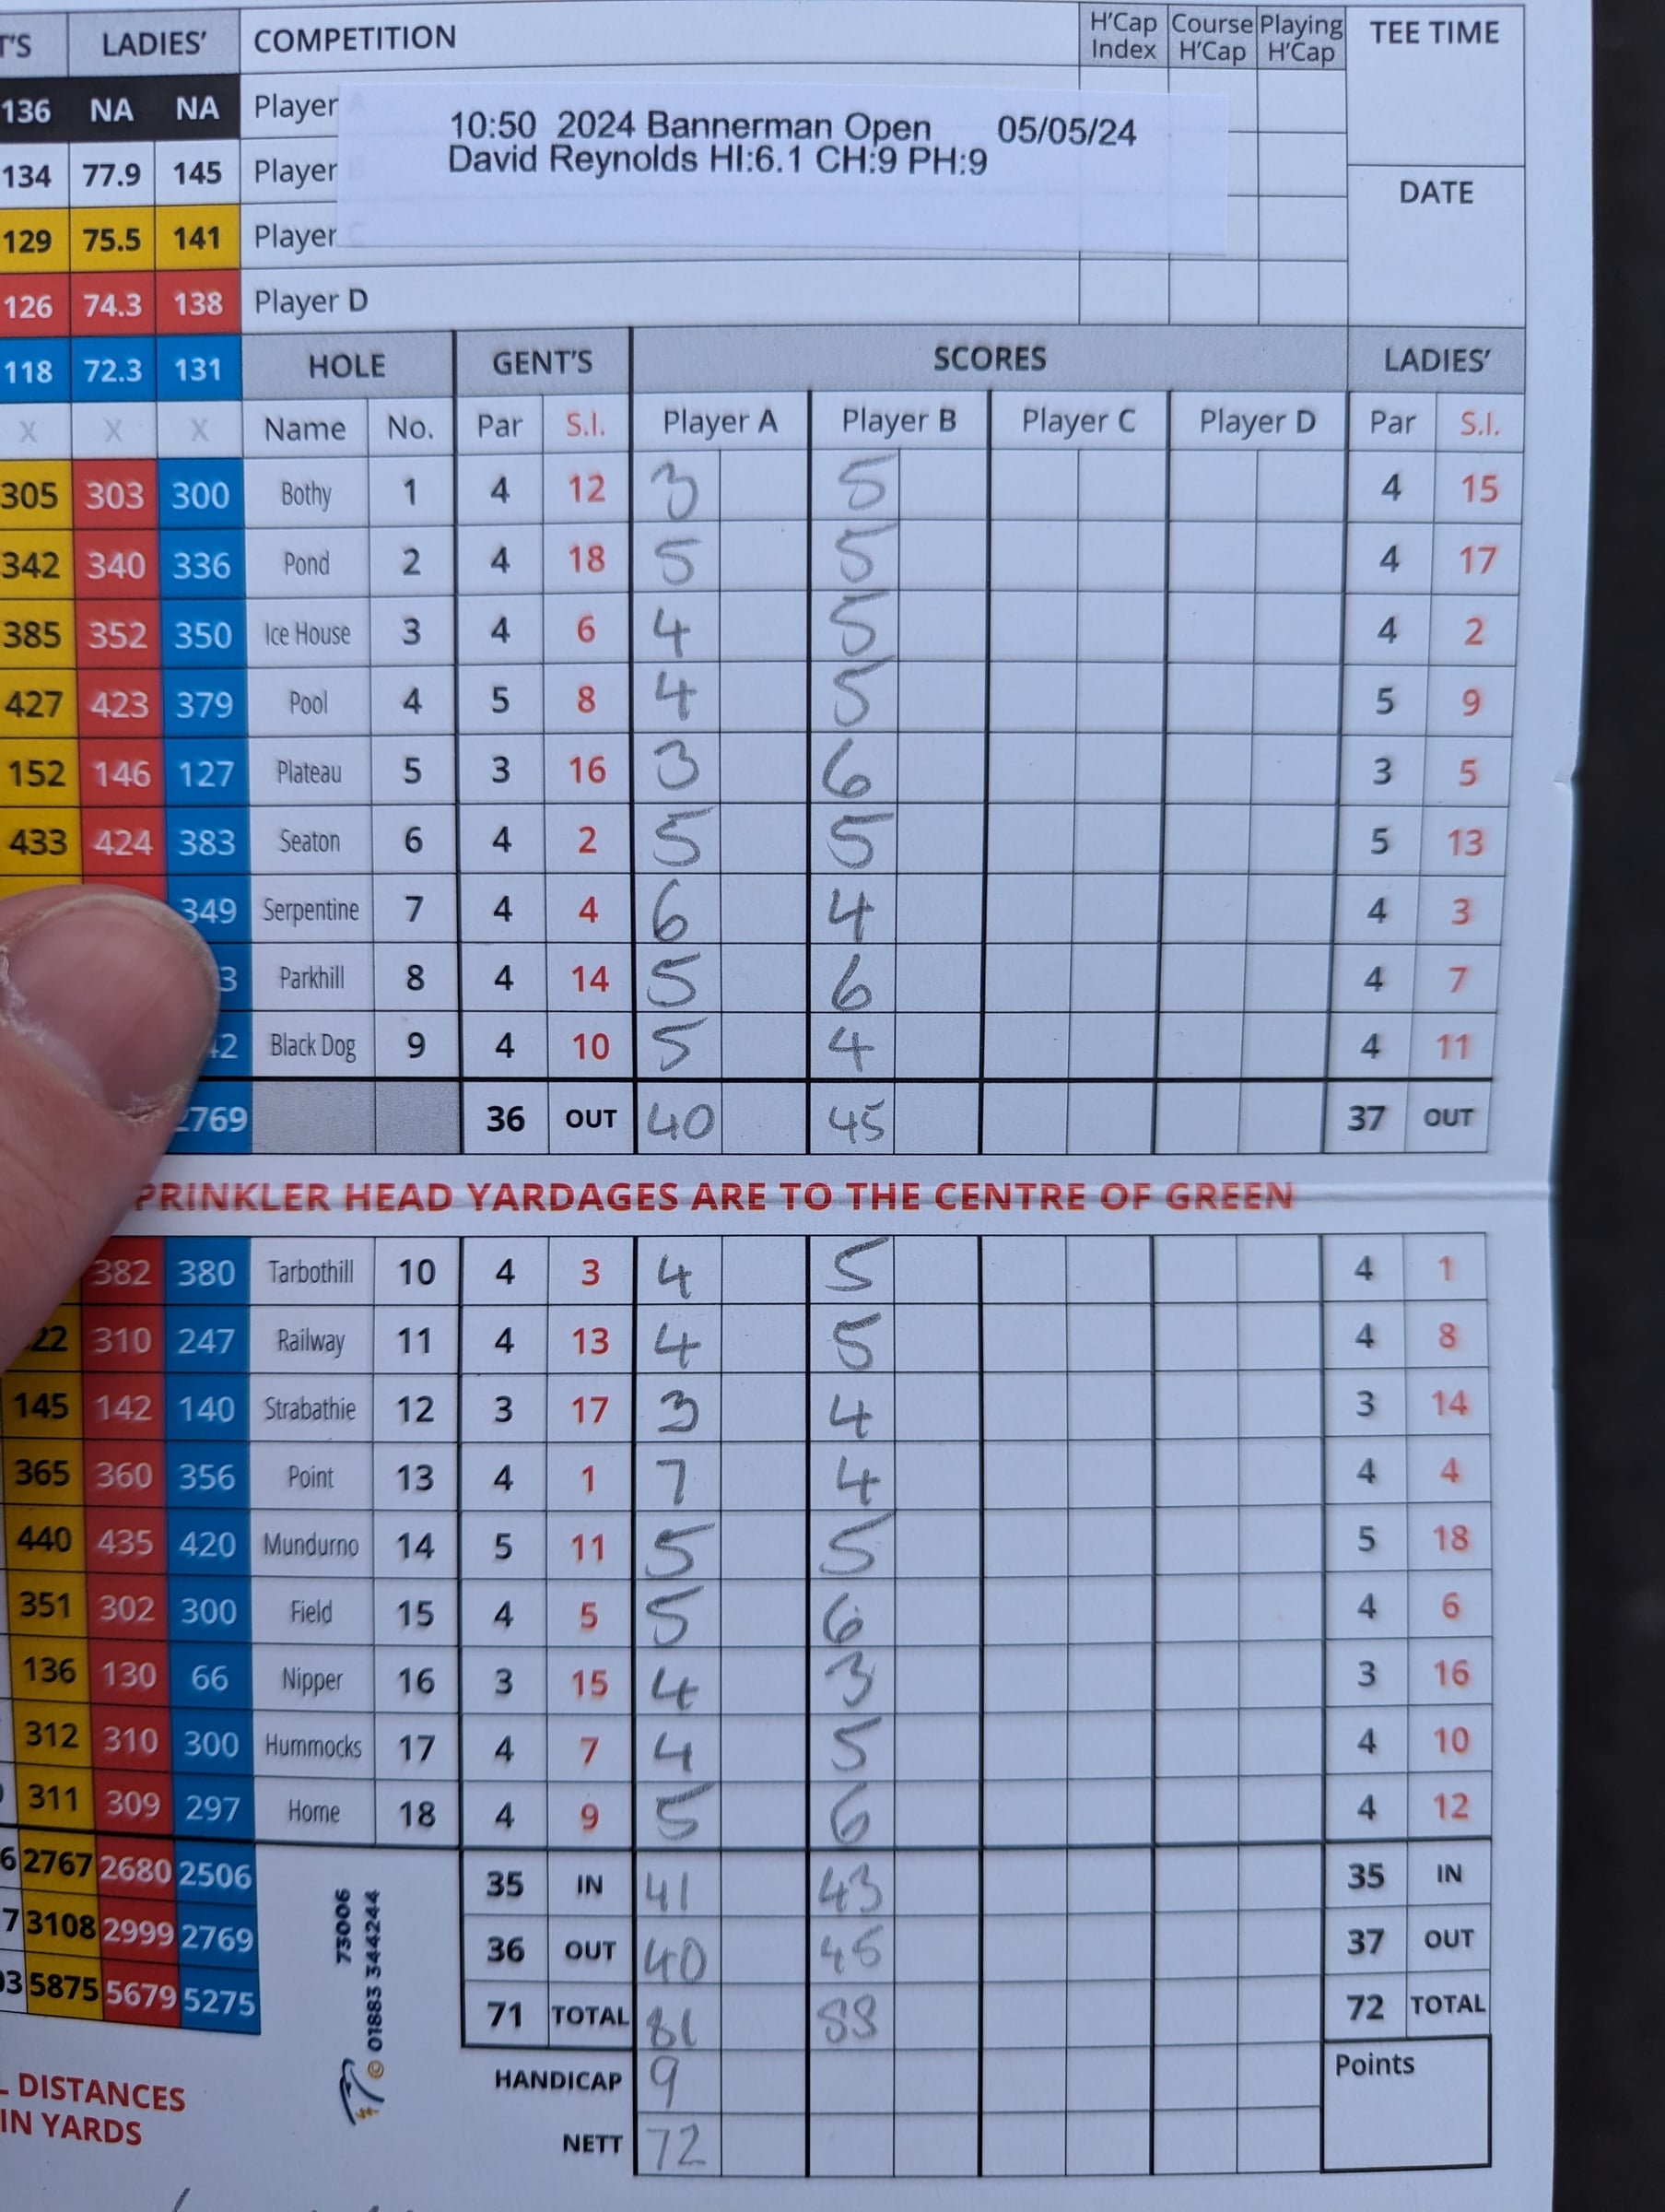 T'S LADIES' COMPETITION H'Cap Index Course H'Cap Playing H'Cap TEE TIME
136 NA NA Player
10:50 2024 Bannerman Open 05/05/24
David Reynolds HI:6.1 CH:9 PH:9
134 77.9 145 Player DATE
129 75.5 141 Player
126 74.3 138 Player D
118 72.3 131 HOLE GENT'S SCORES LADIES'
X X X Name No. Par S.I. Player A Player B Player C Player D Par S.I.
305 303 300 Bothy 1 4 12 3 5 4 15
342 340 336 Pond 2 4 18 5 5 4 17
385 352 350 Ice House 3 4 6 4 5 4 2
427 423 379 Pool 4 5 8 4 5 5 9
152 146 127 Plateau 5 3 16 3 6 3 5
433 424 383 Seaton 6 4 2 5 5 5 13
349 Serpentine 7 4 4 6 4 4 3
3 Parkhill 8 4 14 5 6 4 7
42 Black Dog 9 4 10 5 4 4 11
2769 36 OUT 40 45 37 OUT
PRINKLER HEAD YARDAGES ARE TO THE CENTRE OF GREEN
382 380 Tarbothill 10 4 3 4 5 4 1
22 310 247 Railway 11 4 13 4 5 4 8
145 142 140 Strabathie 12 3 17 3 4 3 14
365 360 356 Point 13 4 1 7 4 4 4
440 435 420 Mundurno 14 5 11 5 5 5 18
351 302 300 Field 15 4 5 5 6 4 6
136 130 66 Nipper 16 3 15 4 3 3 16
312 310 300 Hummocks 17 4 7 4 5 4 10
311 309 297 Home 18 4 9 5 6 4 12
6 2767 2680 2506 35 IN 41 43 35 IN
7 3108 2999 2769 36 OUT 40 45 37 OUT
03 5875 5679 5275 71 TOTAL 81 88 72 TOTAL
73006
© 01883 344244
HANDICAP 9 Points
L DISTANCES
IN YARDS
NETT 72